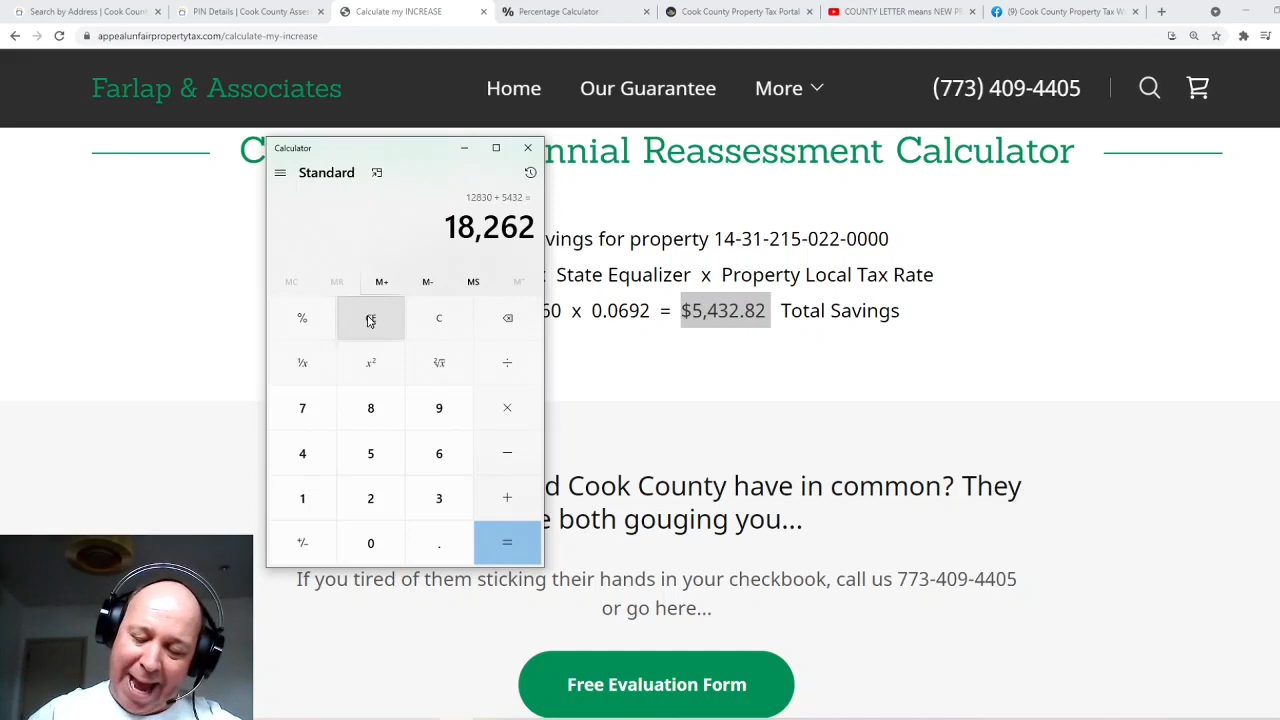 Search by Address | Cook Coun
PIN Details | Cook County Asses
Calculate my INCREASE
Percentage Calculator
Cook County Property Tax Portal
COUNTY LETTER means NEW P
(9) Cook County Property Tax W
appealunfairpropertytax.com/calculate-my-increase
Farlap & Associates
Home
Our Guarantee
More
(773) 409-4405
C
nnial Reassessment Calculator
Calculator
Standard
12830 + 5432 =
18,262
MC MR M+ M- MS M
% CE C
¹/x x² ²√x ÷
7 8 9 ×
4 5 6 −
1 2 3 +
+/− 0 . =
vings for property 14-31-215-022-0000
x State Equalizer x Property Local Tax Rate
60 x 0.0692 = $5,432.82 Total Savings
d Cook County have in common? They
e both gouging you...
If you tired of them sticking their hands in your checkbook, call us 773-409-4405
or go here...
Free Evaluation Form